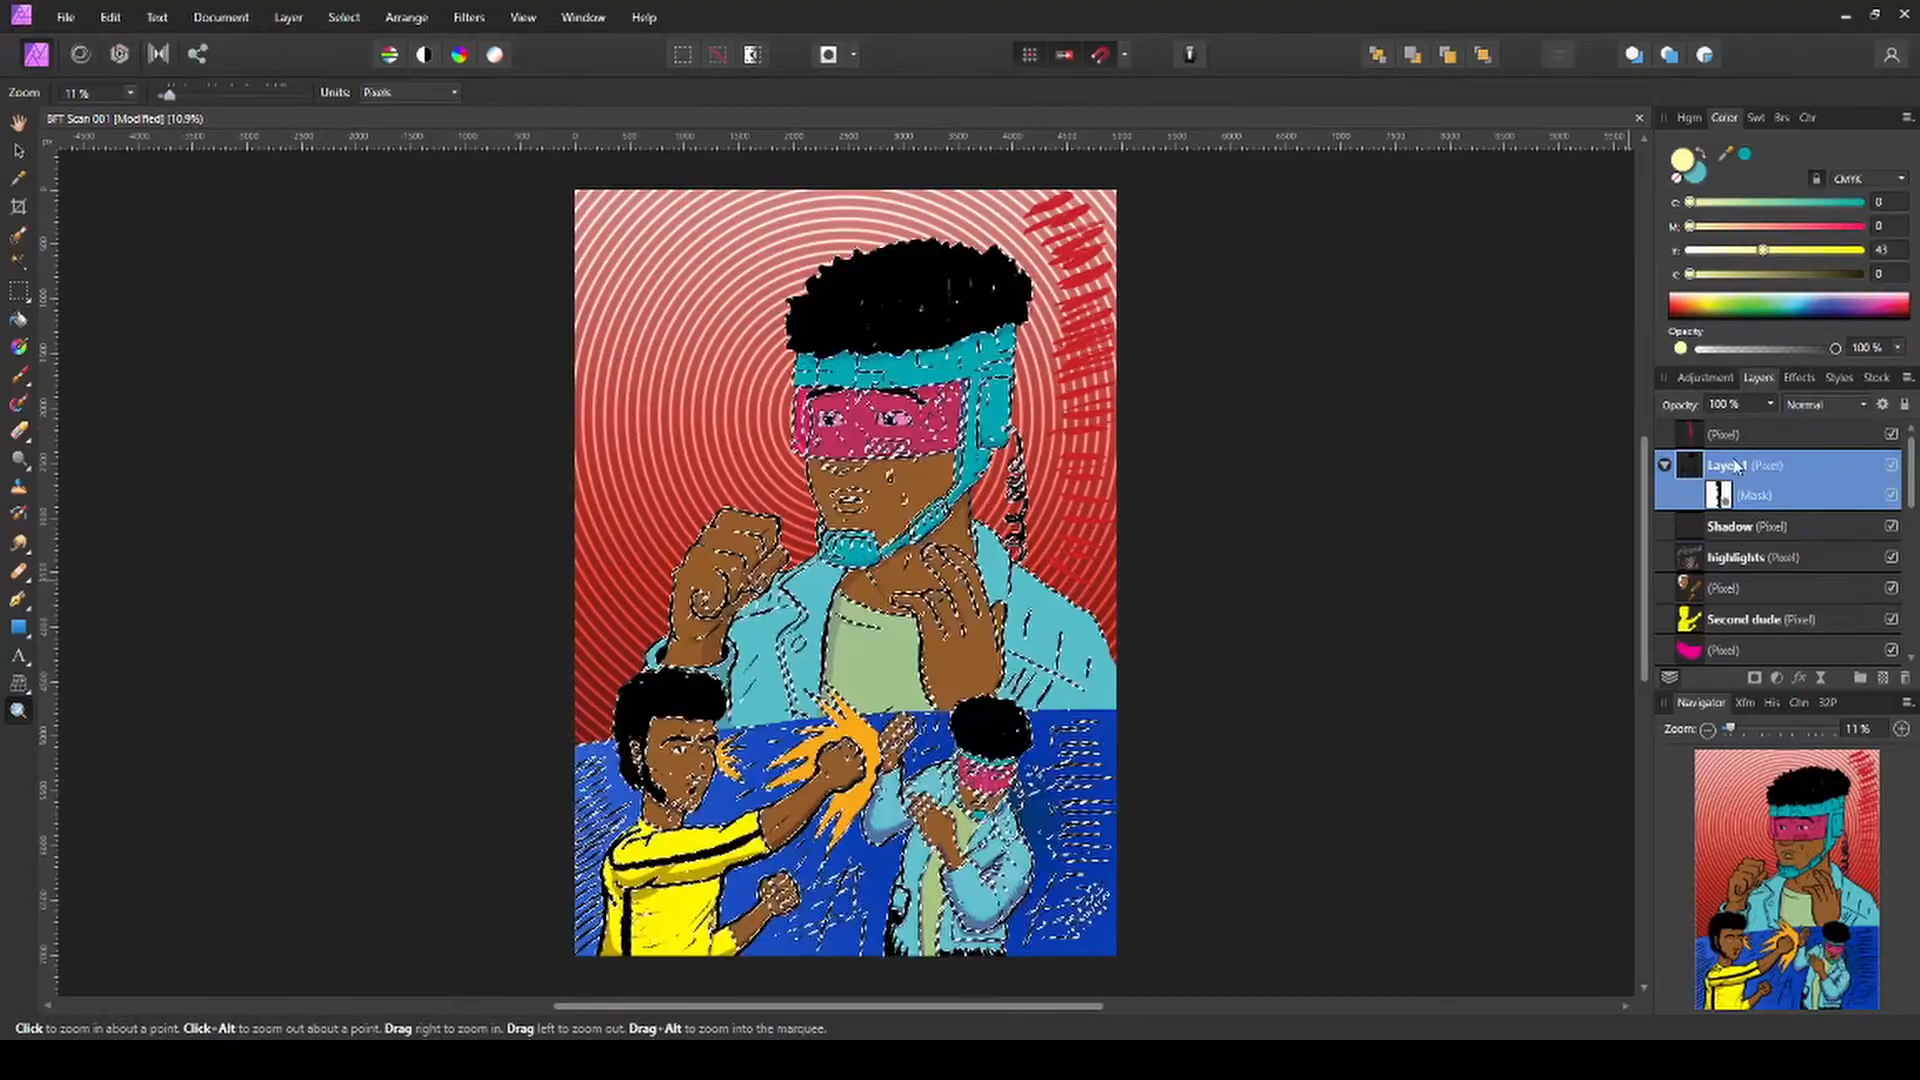 File Edit Text Document Layer Select Arrange Filters View Window Help
Zoom 11 % Units: Pixels
BFT Scan 001 [Modified] (10.9%)
Hgm Color Swt Brs Chr
CMYK
C: 0
M: 0
Y: 43
K: 0
Opacity
100 %
Adjustment Layers Effects Styles Stock
Opacity: 100 % Normal
(Pixel)
(Pixel)
(Mask)
Shadow (Pixel)
highlights (Pixel)
(Pixel)
Second dude (Pixel)
(Pixel)
Navigator Xfm His Chn 32P
Zoom: 11 %
Click to zoom in about a point. Click+Alt to zoom out about a point. Drag right to zoom in. Drag left to zoom out. Drag+Alt to zoom into the marquee.